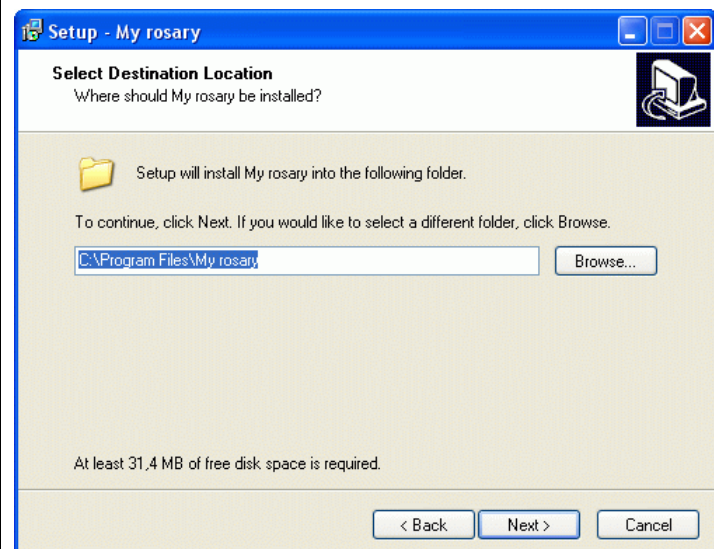 Setup - My rosary
Select Destination Location
Where should My rosary be installed?
Setup will install My rosary into the following folder.
To continue, click Next. If you would like to select a different folder, click Browse.
C:\Program Files\My rosary
Browse...
At least 31,4 MB of free disk space is required.
< Back
Next >
Cancel